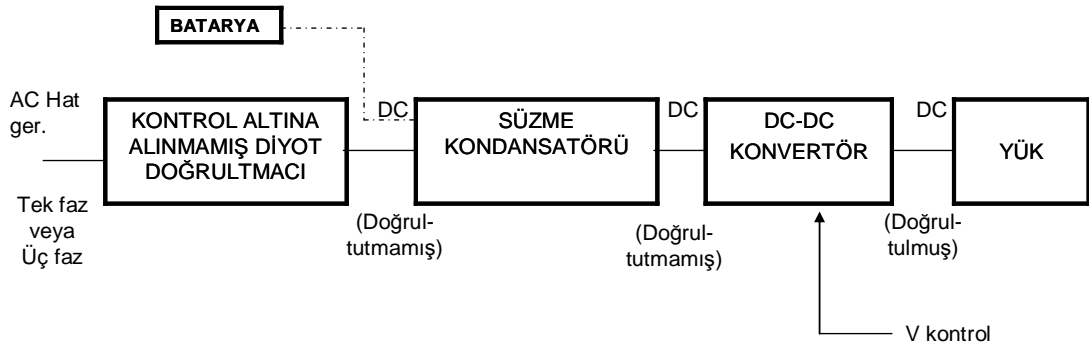 BATARYA
AC Hat
ger.
KONTROL ALTINA
ALINMAMIŞ DİYOT
DOĞRULTMACI
DC
SÜZME
KONDANSATÖRÜ
DC
DC-DC
KONVERTÖR
DC
YÜK
Tek faz
veya
Üç faz
(Doğrul-
tutmamış)
(Doğrul-
tutmamış)
(Doğrul-
tulmuş)
V kontrol